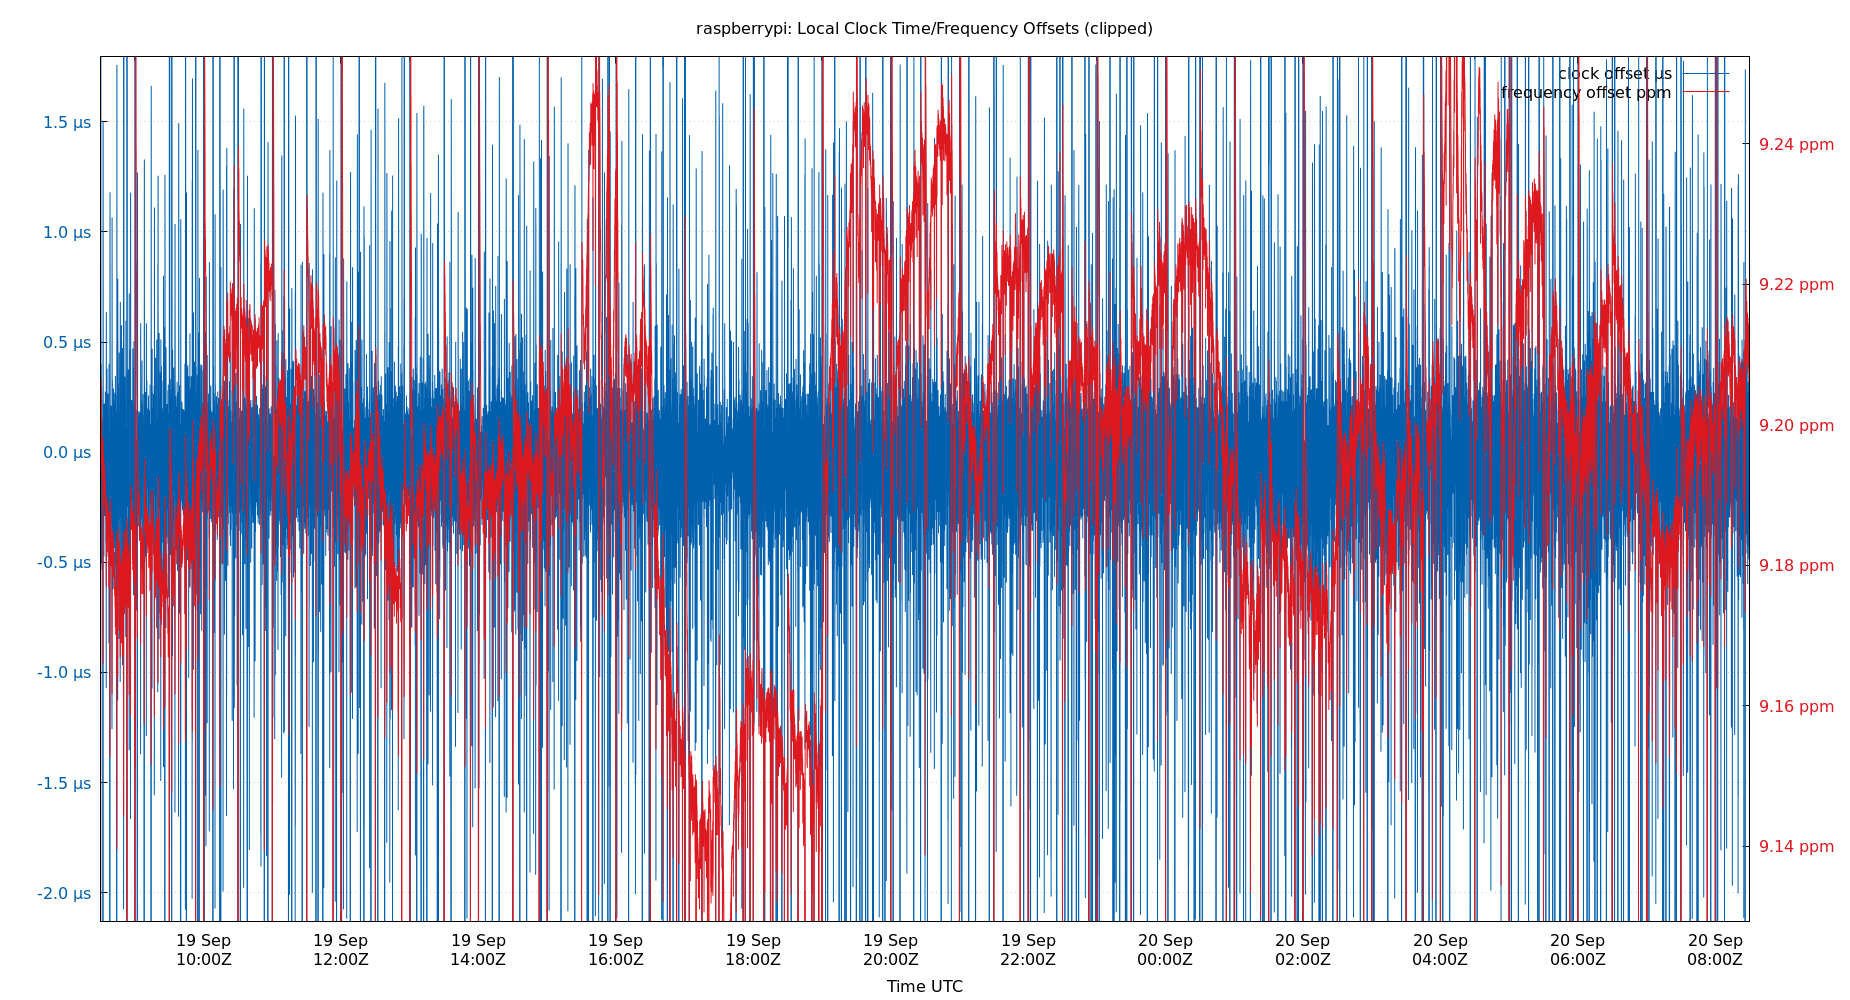 raspberrypi: Local Clock Time/Frequency Offsets (clipped)
clock offset µs
frequency offset ppm
1.5 µs
1.0 µs
0.5 µs
0.0 µs
-0.5 µs
-1.0 µs
-1.5 µs
-2.0 µs
9.24 ppm
9.22 ppm
9.20 ppm
9.18 ppm
9.16 ppm
9.14 ppm
19 Sep 19 Sep 19 Sep 19 Sep 19 Sep 19 Sep 19 Sep 20 Sep 20 Sep 20 Sep 20 Sep 20 Sep
10:00Z 12:00Z 14:00Z 16:00Z 18:00Z 20:00Z 22:00Z 00:00Z 02:00Z 04:00Z 06:00Z 08:00Z
Time UTC